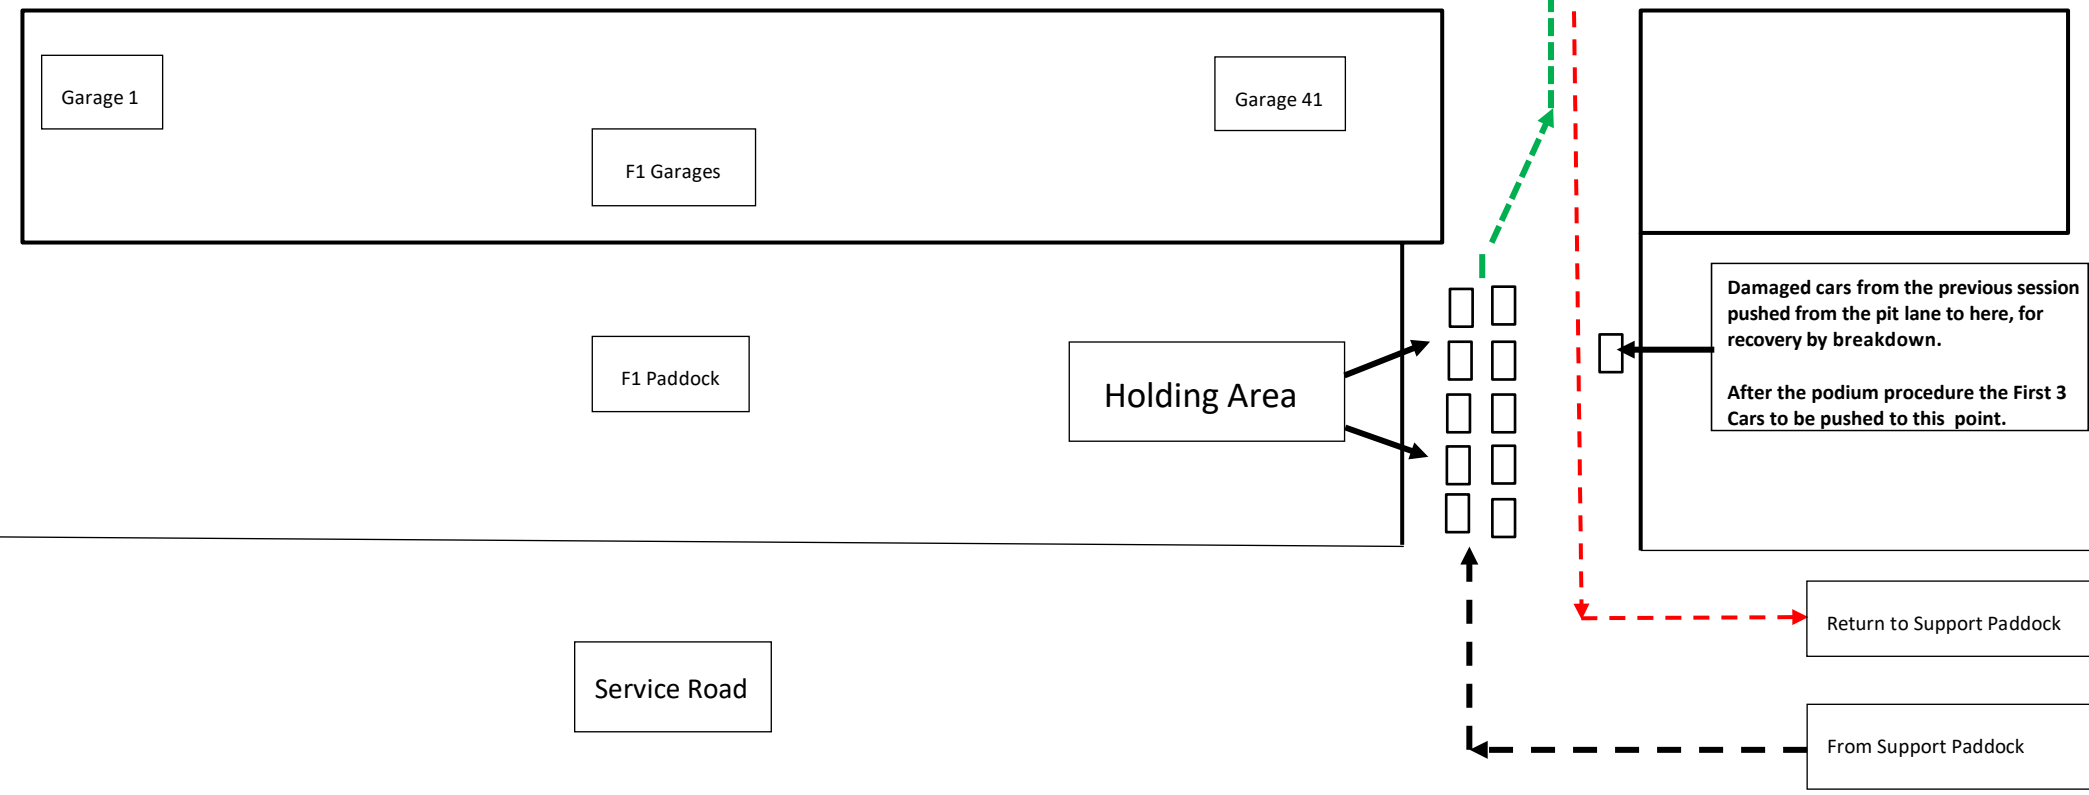 Garage 1
Garage 41
F1 Garages
Damaged cars from the previous session
pushed from the pit lane to here, for
recovery by breakdown.
After the podium procedure the First 3
Cars to be pushed to this point.
F1 Paddock
Holding Area
Return to Support Paddock
Service Road
From Support Paddock